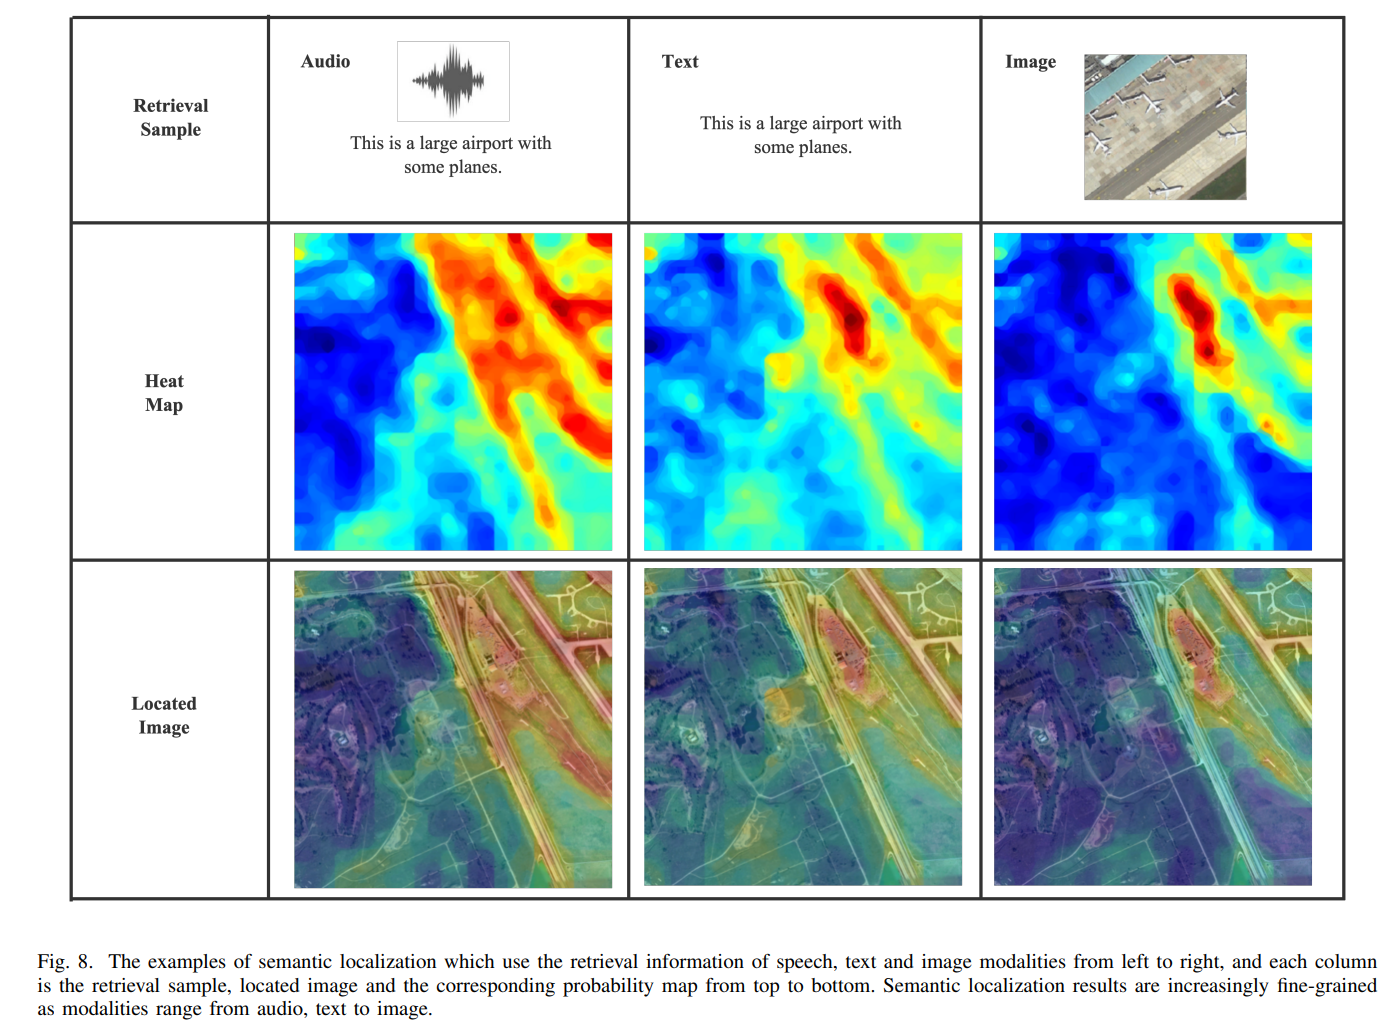 Retrieval
Sample
Audio
This is a large airport with
some planes.
Text
This is a large airport with
some planes.
Image
Heat
Map
Located
Image
Fig. 8. The examples of semantic localization which use the retrieval information of speech, text and image modalities from left to right, and each column
is the retrieval sample, located image and the corresponding probability map from top to bottom. Semantic localization results are increasingly fine-grained
as modalities range from audio, text to image.